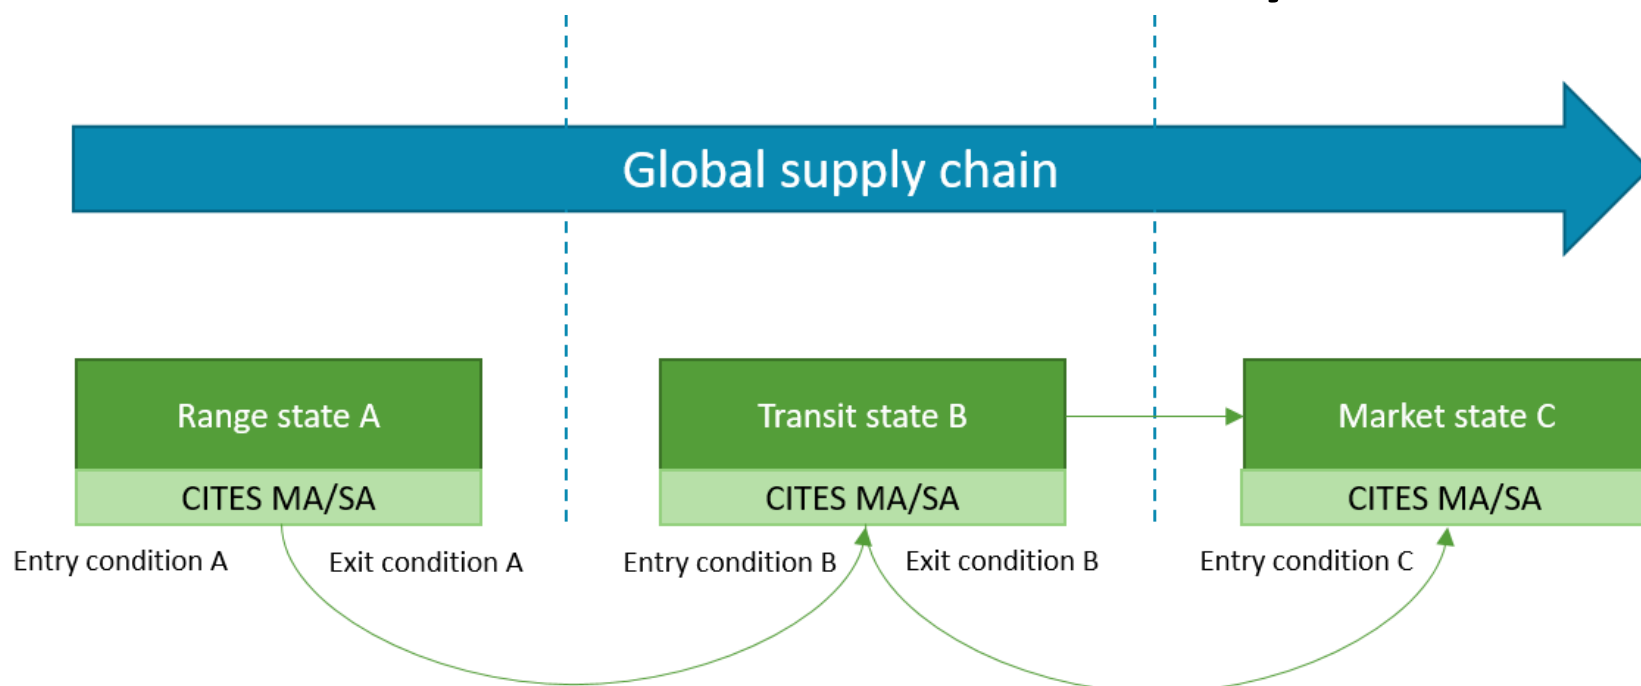 Global supply chain
Range state A
Transit state B
Market state C
CITES MA/SA
CITES MA/SA
CITES MA/SA
Entry condition A
Exit condition A
Entry condition B
Exit condition B
Entry condition C